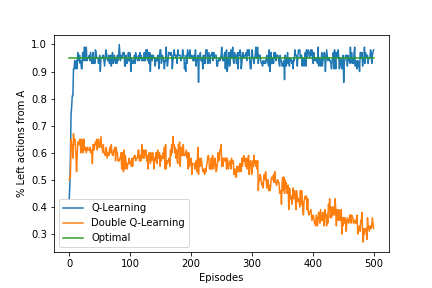 1.0
0.9
0.8
0.7
0.6
0.5
0.4
0.3
% Left actions from A
Q-Learning
Double Q-Learning
Optimal
0 100 200 300 400 500
Episodes